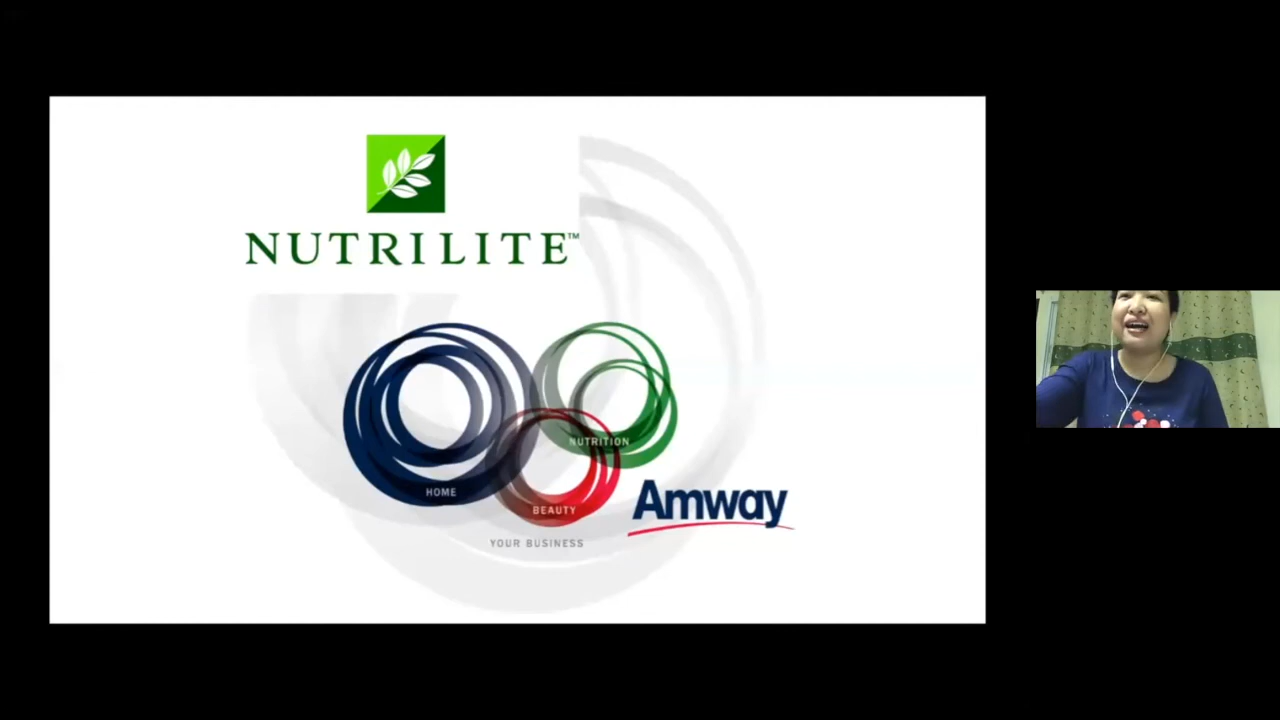 NUTRILITE™
NUTRITION
HOME
BEAUTY
Amway
YOUR BUSINESS